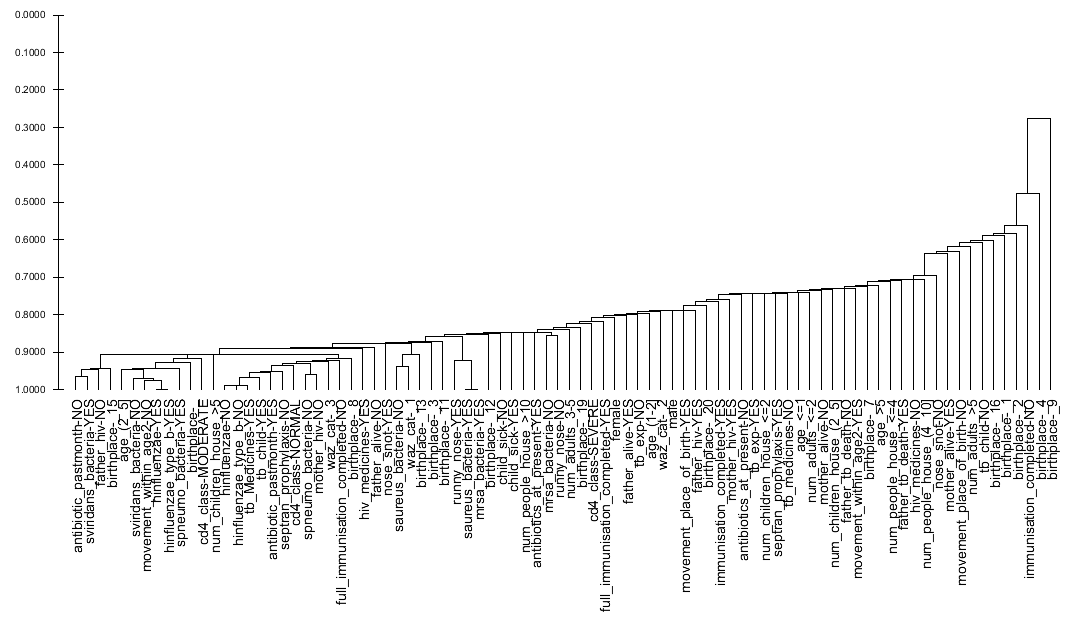 0.0000
0.1000
0.2000
0.3000
0.4000
0.5000
0.6000
0.7000
0.8000
0.9000
1.0000
antibiotic_pastmonth-NO
sviridans_bacteria-YES
father_hiv-NO
birthplace-_15
age_(2_5]
sviridans_bacteria-NO
movement_within_age2-NO
hinfluenzae-YES
hinfluenzae_typeb-YES
spneumo_bacteria-YES
birthplace-_
cd4_class-MODERATE
num_children_house_>5
hinfluenzae-NO
hinfluenzae_type_b-NO
tb_Medicines-YES
tb_child-YES
antibiotic_pastmonth-YES
septran_prophylaxis-NO
cd4_class-NORMAL
spneumo_bacteria-NO
mother_hiv-NO
waz_cat-_3
full_immunisation_completed-NO
birthplace-_8
hiv_medicines-YES
father_alive-NO
nose_snot-YES
saureus_bacteria-NO
waz_cat-_1
birthplace-_13
birthplace-_3
birthplace-_11
runny_nose-YES
saureus_bacteria-YES
mrsa_bacteria-YES
birthplace-_12
child_sick-NO
child_sick-YES
num_people_house_>10
antibiotics_at_present-YES
mrsa_bacteria-NO
runny_nose-NO
num_adults_3-5
birthplace-_19
cd4_class-SEVERE
full_immunisation_completed-YES
female
father_alive-YES
tb_exp-NO
age_(1-2]
waz_cat-_2
male
movement_place_of_birth-YES
father_hiv-YES
birthplace-_20
immunisation_completed-YES
mother_hiv-YES
antibiotics_at_present-NO
tb_exp-YES
num_children_house_<=2
septran_prophylaxis-YES
tb_medicines-NO
age_<=1
num_adults_<=2
mother_alive-NO
num_children_house_(2_5]
father_tb_death-NO
movement_within_age2-YES
birthplace-_7
age_>5
num_people_house_<=4
father_tb_death-YES
hiv_medicines-NO
num_people_house_(4_10]
nose_snot-NO
mother_alive-YES
movement_place_of_birth-NO
num_adults_>5
tb_child-NO
birthplace-_10
birthplace-_1
birthplace-_2
immunisation_completed-NO
birthplace-_4
birthplace-_9